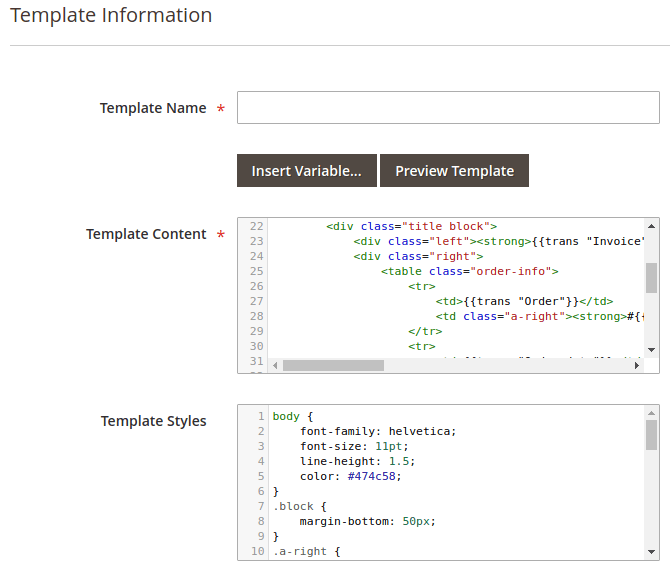 Template Information
Template Name *
Insert Variable... Preview Template
Template Content *
22 <div class="title block">
23 <div class="left"><strong>{{trans "Invoice"
24 <div class="right">
25 <table class="order-info">
26 <tr>
27 <td>{{trans "Order"}}</td>
28 <td class="a-right"><strong>#{
29 </tr>
30 <tr>
31
Template Styles
1 body {
2 font-family: helvetica;
3 font-size: 11pt;
4 line-height: 1.5;
5 color: #474c58;
6 }
7 .block {
8 margin-bottom: 50px;
9 }
10 .a-right {